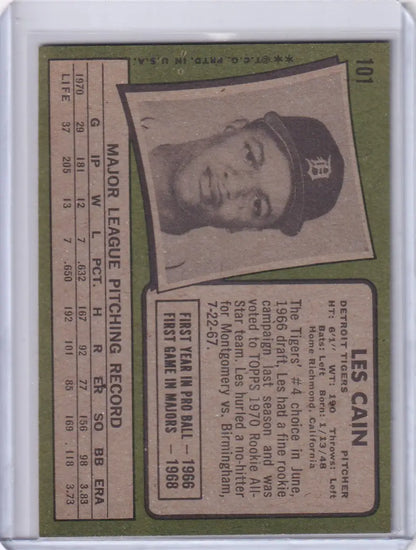 101
**©T.C.G. PRTD. IN U.S.A.
D
LES CAIN
DETROIT TIGERS PITCHER
HT: 6'1" WT: 190 Throws: Left
Bats: Left Born: 1/13/48
Home Richmond, California
The Tigers' #4 choice in June,
1966 draft, Les had a fine rookie
campaign last season and was
voted to TOPPS 1970 Rookie All-
Star team. Les hurled a no-hitter
for Montgomery vs. Birmingham,
7-22-67.
FIRST YEAR IN PRO BALL — 1966
FIRST GAME IN MAJORS — 1968
MAJOR LEAGUE PITCHING RECORD
G IP W L PCT. H R ER SO BB ERA
1970 29 181 12 7 .632 167 92 77 156 98 3.83
LIFE 37 205 13 7 .650 192 101 85 169 118 3.73